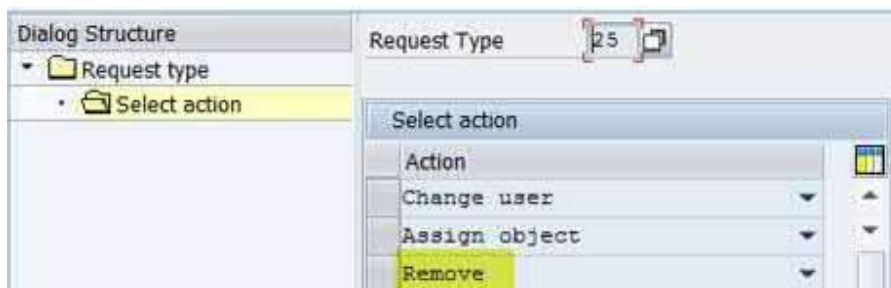 Dialog Structure
Request type
Select action
Request Type 25
Select action
Action
Change user
Assign object
Remove